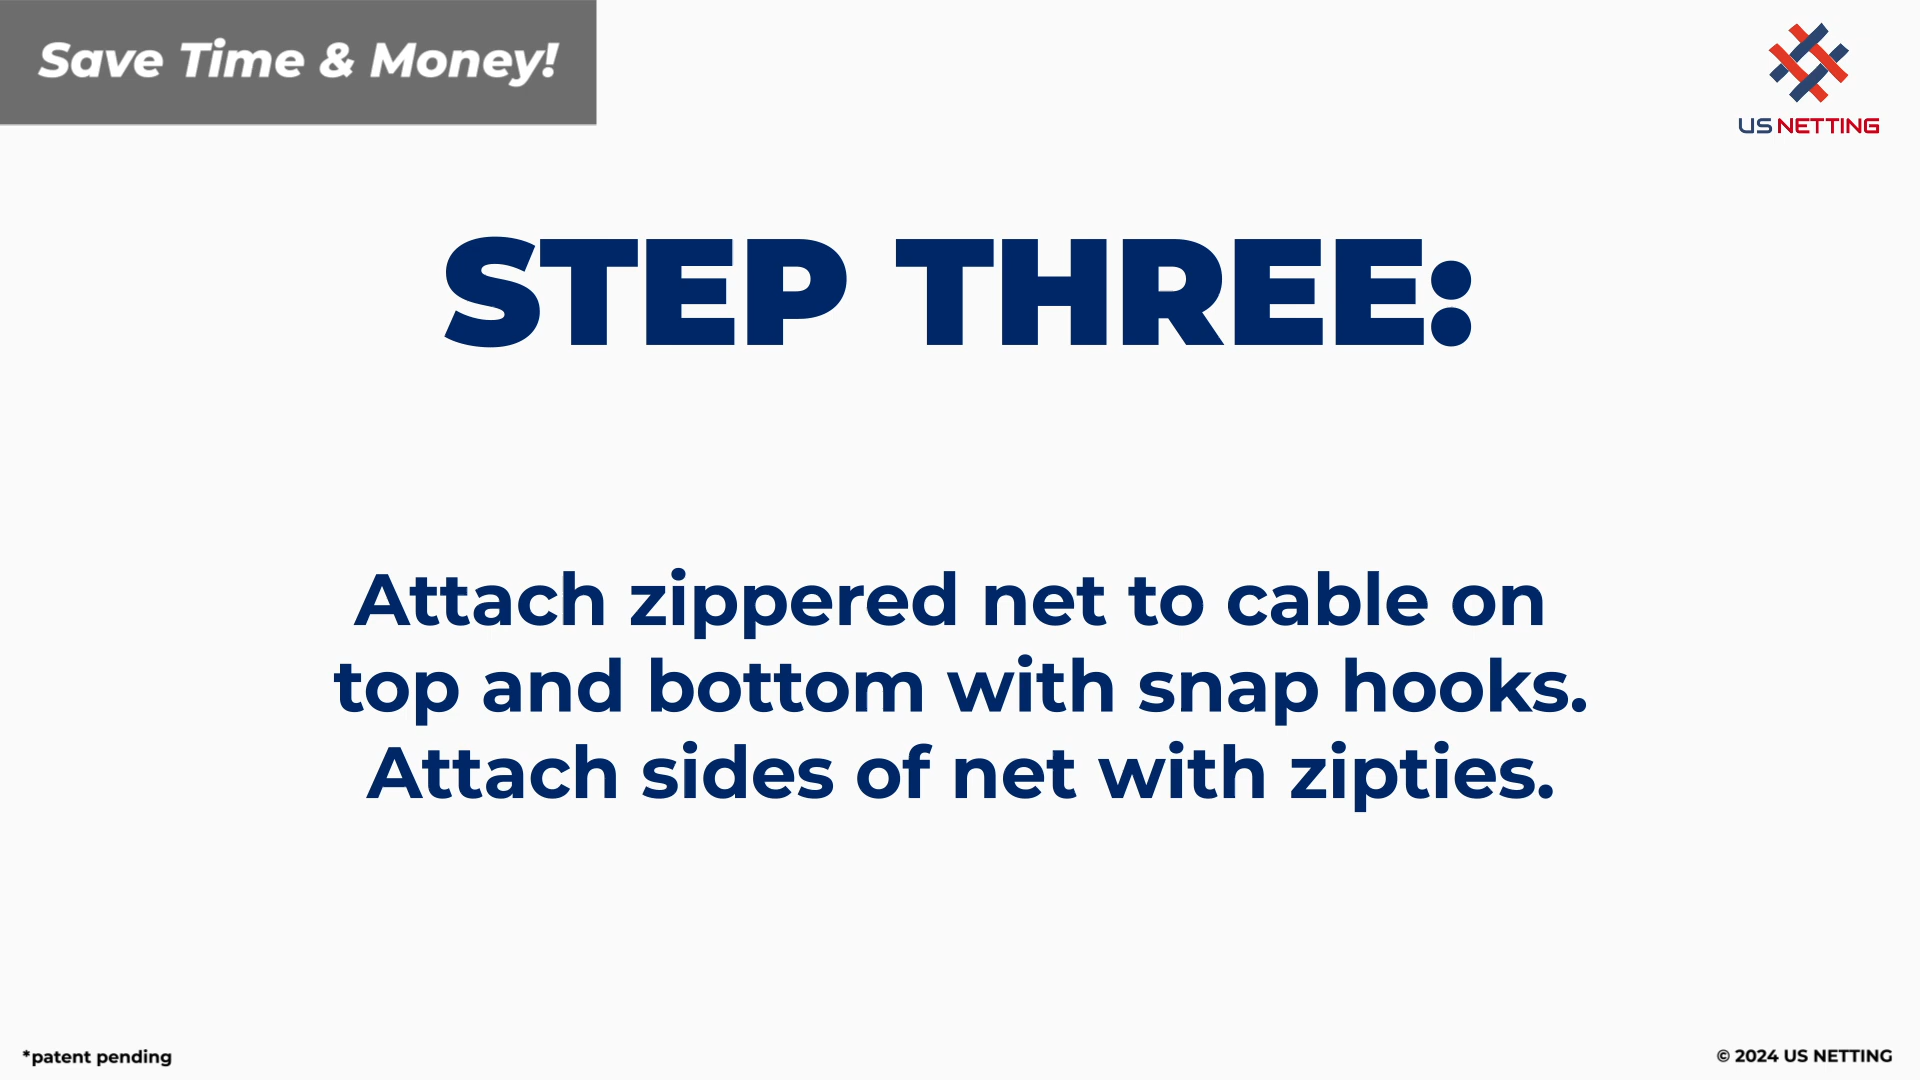 Save Time & Money!
US NETTING
STEP THREE:
Attach zippered net to cable on
top and bottom with snap hooks.
Attach sides of net with zipties.
*patent pending
© 2024 US NETTING